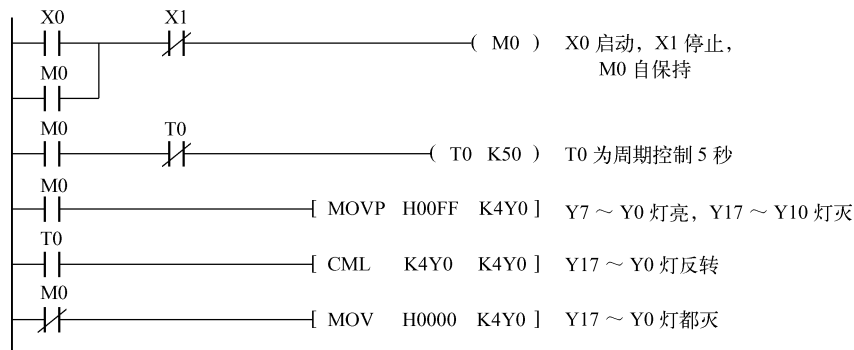 X0 X1
( M0 ) X0 启动，X1 停止，
M0 自保持
M0
M0 T0
( T0 K50 ) T0 为周期控制 5 秒
M0
[ MOVP H00FF K4Y0 ] Y7 ～ Y0 灯亮，Y17 ～ Y10 灯灭
T0
[ CML K4Y0 K4Y0 ] Y17 ～ Y0 灯反转
M0
[ MOV H0000 K4Y0 ] Y17 ～ Y0 灯都灭